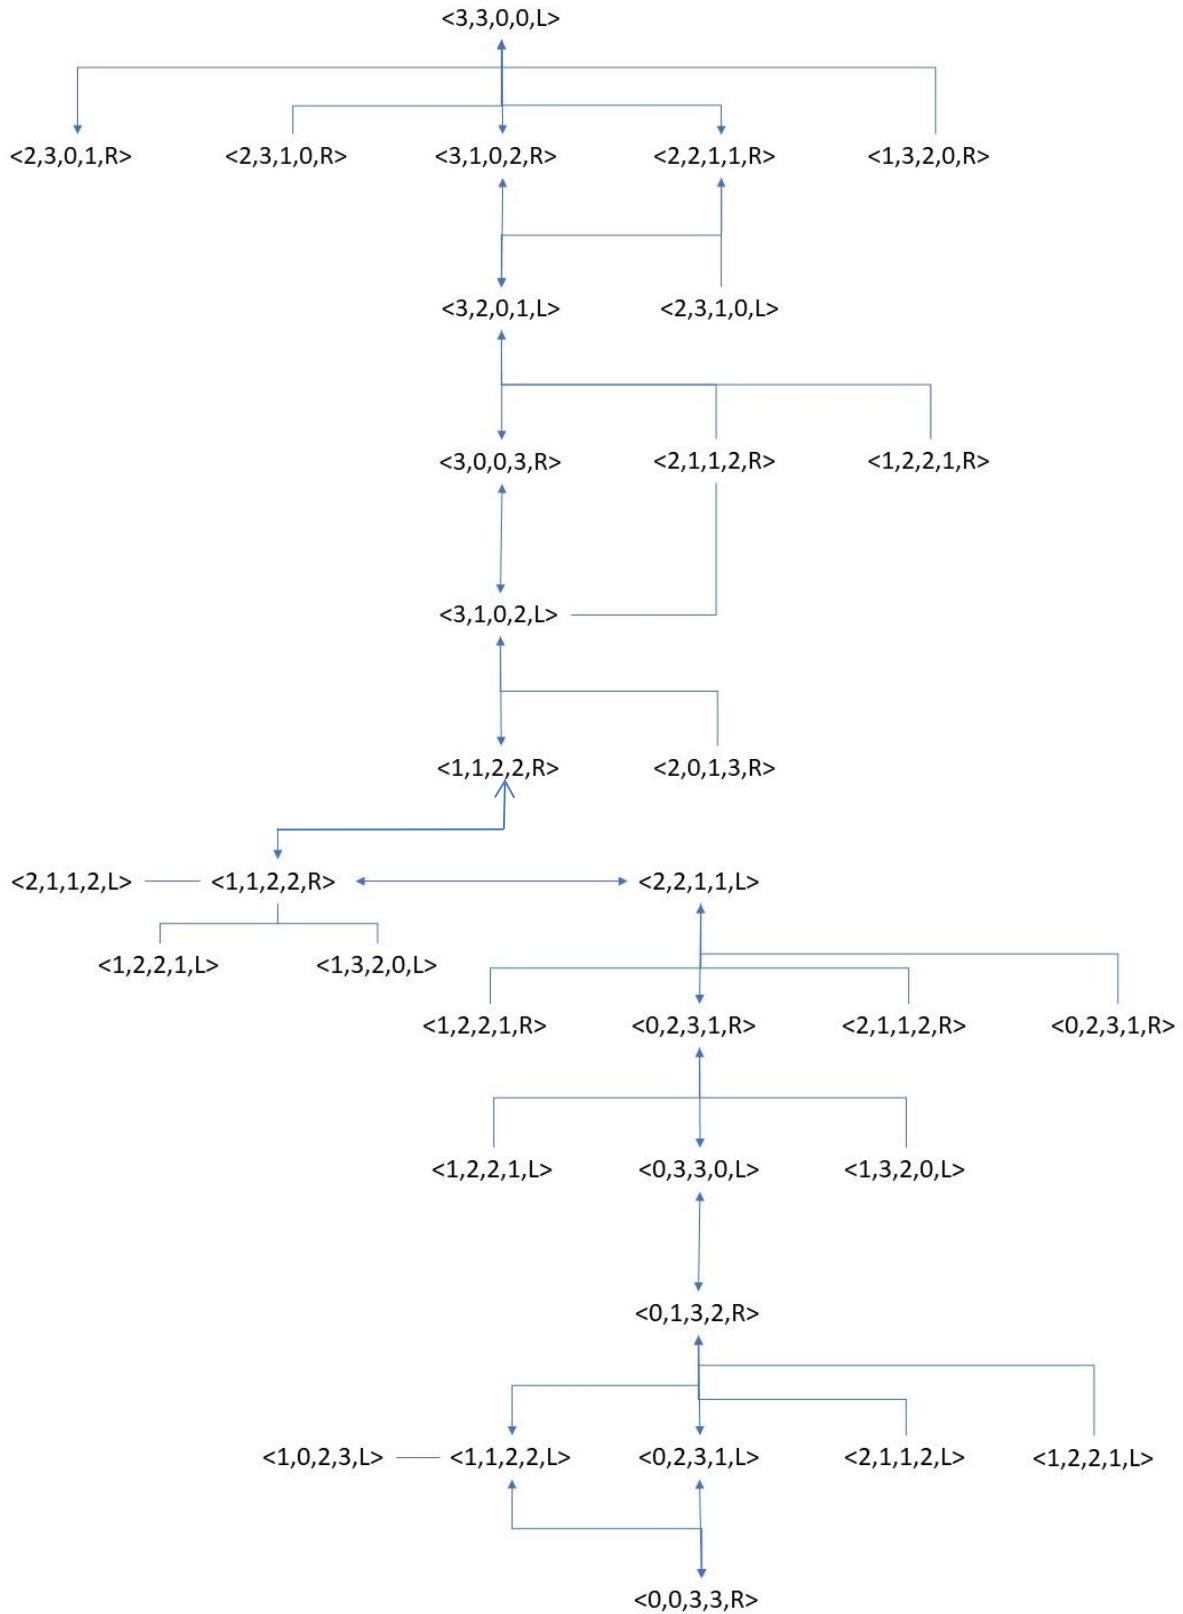 <3,3,0,0,L>
<2,3,0,1,R> <2,3,1,0,R> <3,1,0,2,R> <2,2,1,1,R> <1,3,2,0,R>
<3,2,0,1,L> <2,3,1,0,L>
<3,0,0,3,R> <2,1,1,2,R> <1,2,2,1,R>
<3,1,0,2,L>
<1,1,2,2,R> <2,0,1,3,R>
<2,1,1,2,L> <1,1,2,2,R> <2,2,1,1,L>
<1,2,2,1,L> <1,3,2,0,L>
<1,2,2,1,R> <0,2,3,1,R> <2,1,1,2,R> <0,2,3,1,R>
<1,2,2,1,L> <0,3,3,0,L> <1,3,2,0,L>
<0,1,3,2,R>
<1,0,2,3,L> <1,1,2,2,L> <0,2,3,1,L> <2,1,1,2,L> <1,2,2,1,L>
<0,0,3,3,R>